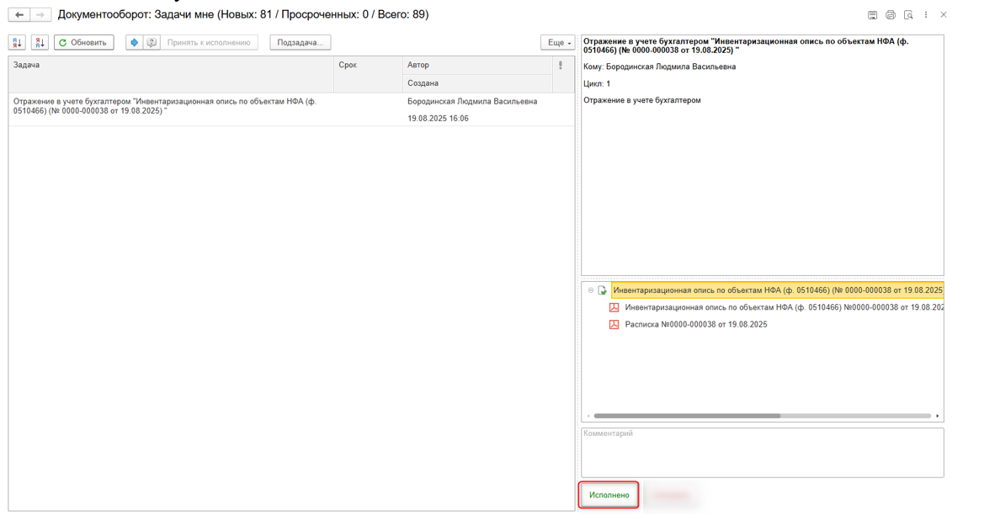 Документооборот: Задачи мне (Новых: 81 / Просроченных: 0 / Всего: 89)
Обновить
Принять к исполнению
Подзадача...
Еще
Задача
Срок
Автор
Создана
Отражение в учете бухгалтером "Инвентаризационная опись по объектам НФА (ф.
0510466) (№ 0000-000038 от 19.08.2025) "
Бородинская Людмила Васильевна
19.08.2025 16:06
Отражение в учете бухгалтером "Инвентаризационная опись по объектам НФА (ф.
0510466) (№ 0000-000038 от 19.08.2025) "
Кому: Бородинская Людмила Васильевна
Цикл: 1
Отражение в учете бухгалтером
Инвентаризационная опись по объектам НФА (ф. 0510466) (№ 0000-000038 от 19.08.2025
Инвентаризационная опись по объектам НФА (ф. 0510466) №0000-000038 от 19.08.202
Расписка №0000-000038 от 19.08.2025
Комментарий
Исполнено